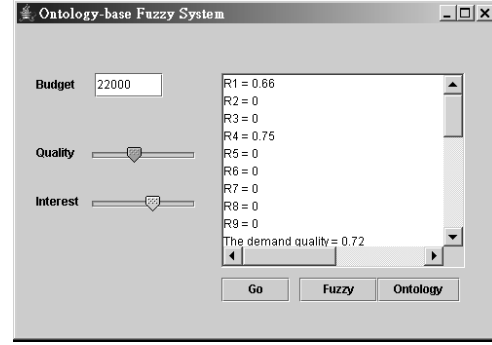 Ontology-base Fuzzy System
Budget 22000
Quality
Interest
R1 = 0.66
R2 = 0
R3 = 0
R4 = 0.75
R5 = 0
R6 = 0
R7 = 0
R8 = 0
R9 = 0
The demand quality = 0.72
Go Fuzzy Ontology